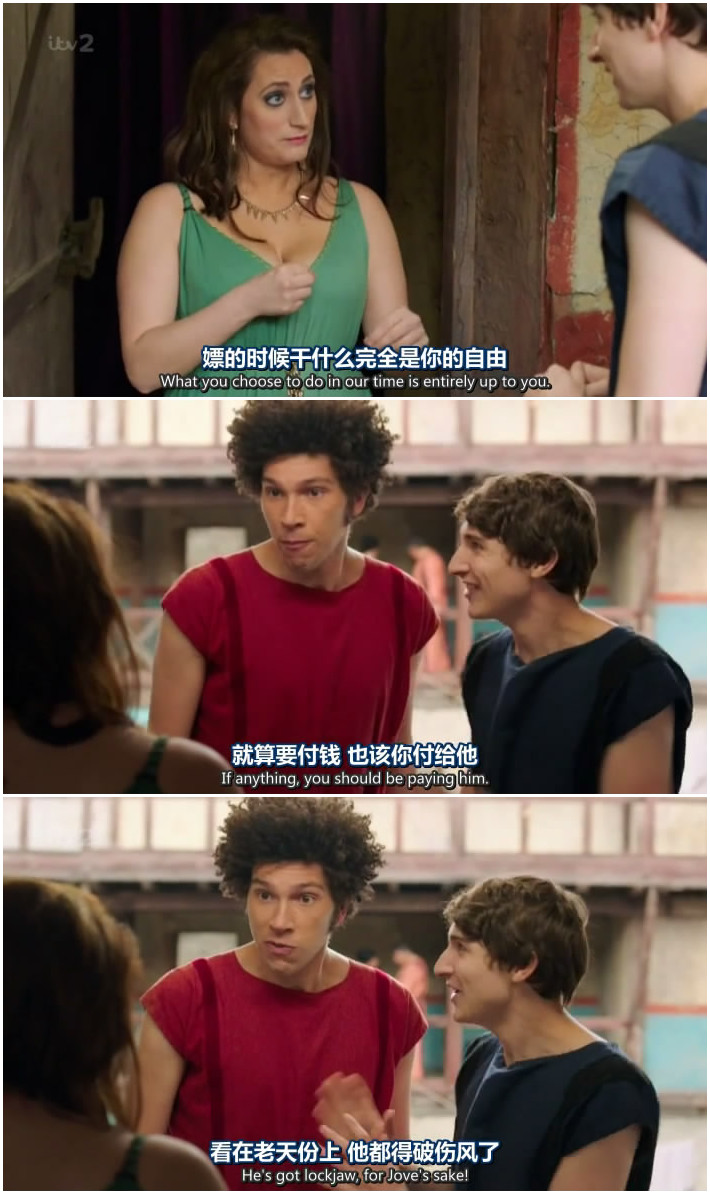 itv2
嫖的时候干什么完全是你的自由
What you choose to do in our time is entirely up to you.
就算要付钱 也该你付给他
If anything, you should be paying him.
看在老天份上 他都得破伤风了
He's got lockjaw, for Jove's sake!